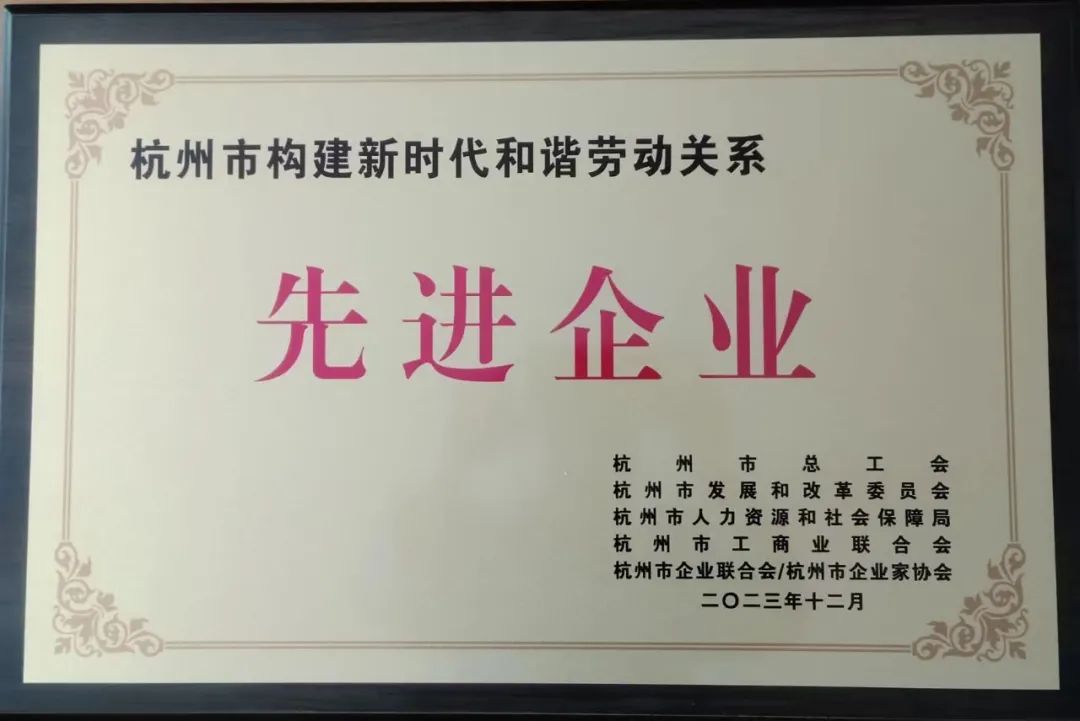 杭州市构建新时代和谐劳动关系
先进企业
杭州市总工会
杭州市发展和改革委员会
杭州市人力资源和社会保障局
杭州市工商业联合会
杭州市企业联合会/杭州市企业家协会
二〇二三年十二月